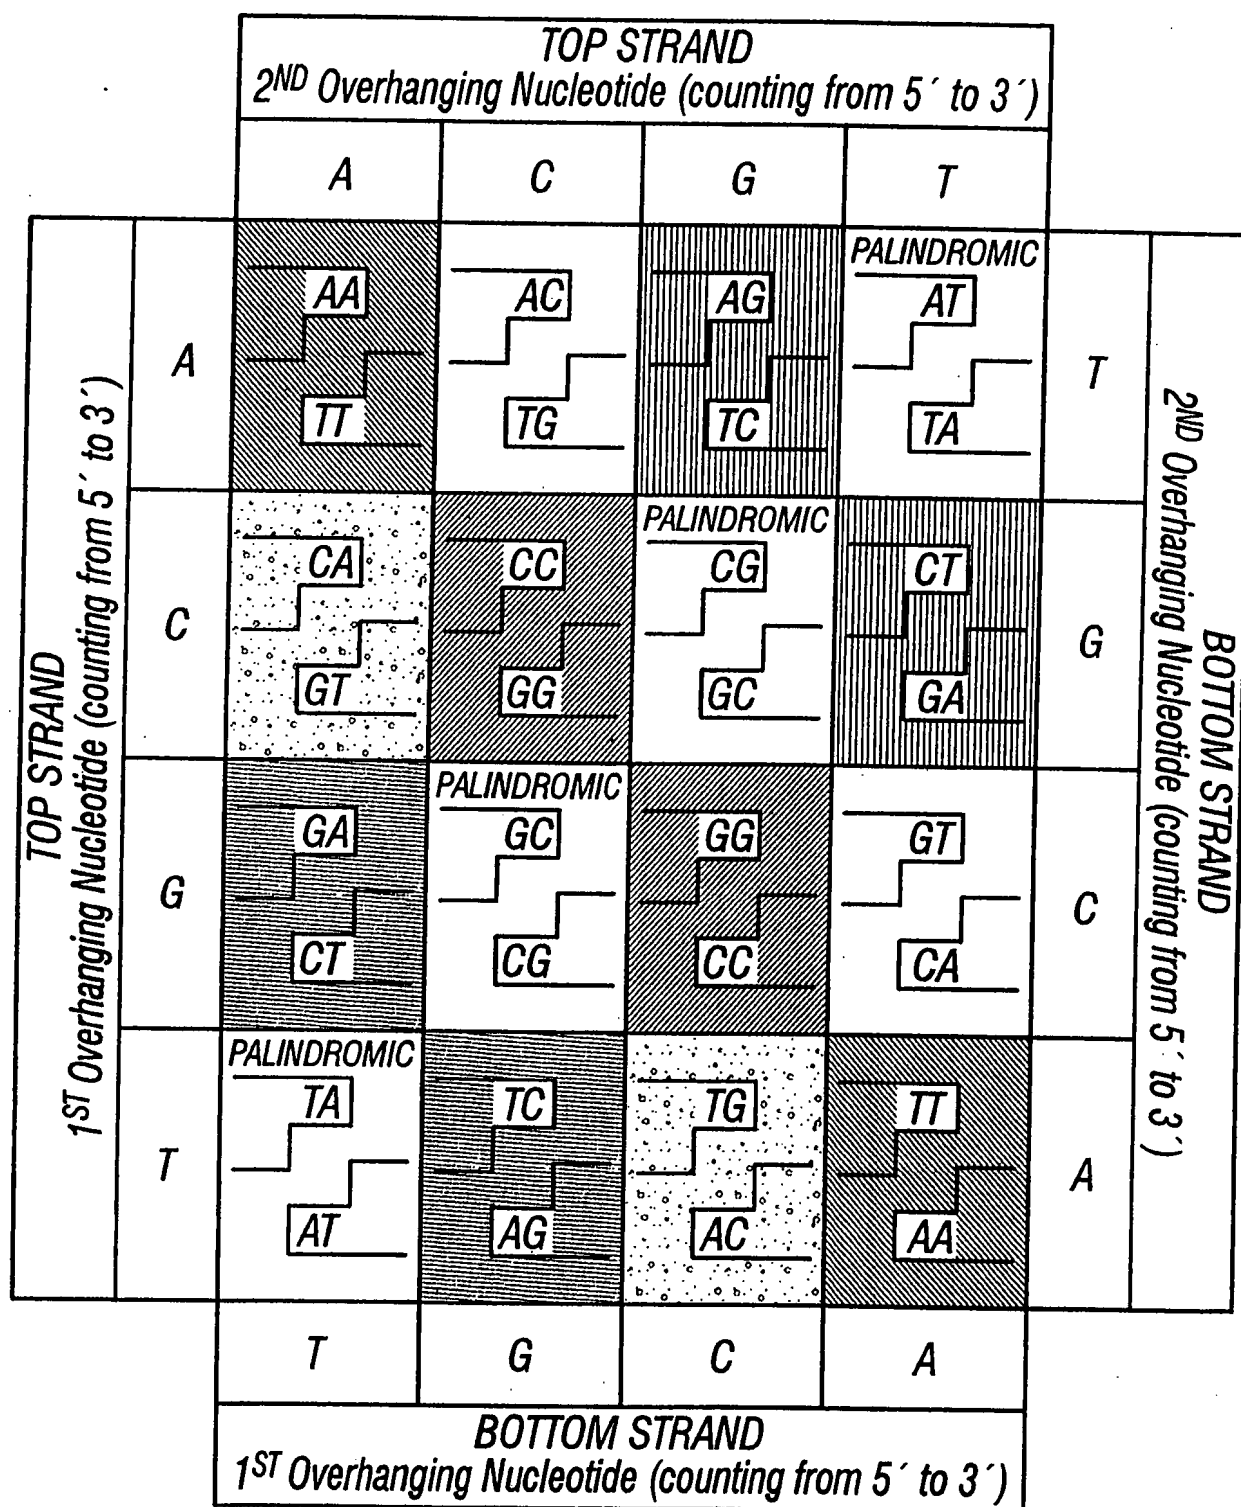 TOP STRAND
2ND Overhanging Nucleotide (counting from 5´ to 3´)
A C G T
TOP STRAND
1ST Overhanging Nucleotide (counting from 5´ to 3´)
A
AA
TT
AC
TG
AG
TC
PALINDROMIC
AT
TA
T
C
CA
GT
CC
GG
PALINDROMIC
CG
GC
CT
GA
G
G
GA
CT
PALINDROMIC
GC
CG
GG
CC
GT
CA
C
T
PALINDROMIC
TA
AT
TC
AG
TG
AC
TT
AA
A
BOTTOM STRAND
2ND Overhanging Nucleotide (counting from 5´ to 3´)
T G C A
BOTTOM STRAND
1ST Overhanging Nucleotide (counting from 5´ to 3´)